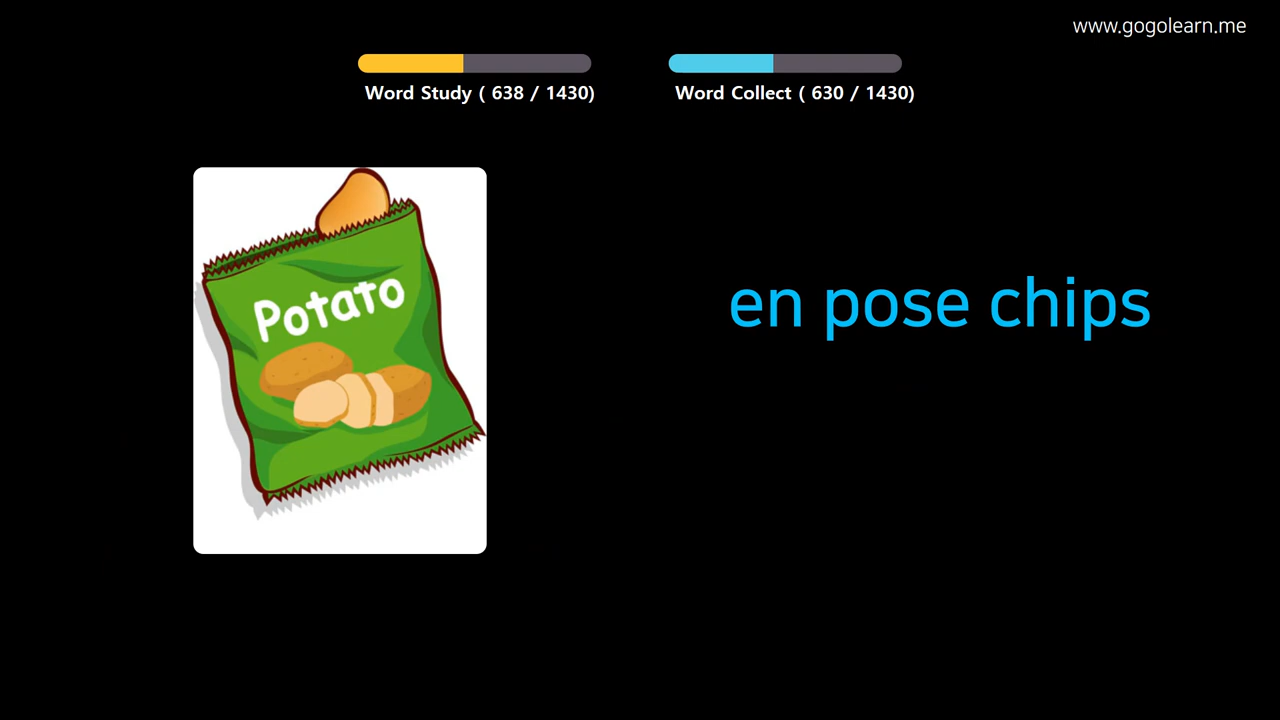 www.gogolearn.me
Word Study ( 638 / 1430)
Word Collect ( 630 / 1430)
Potato
en pose chips